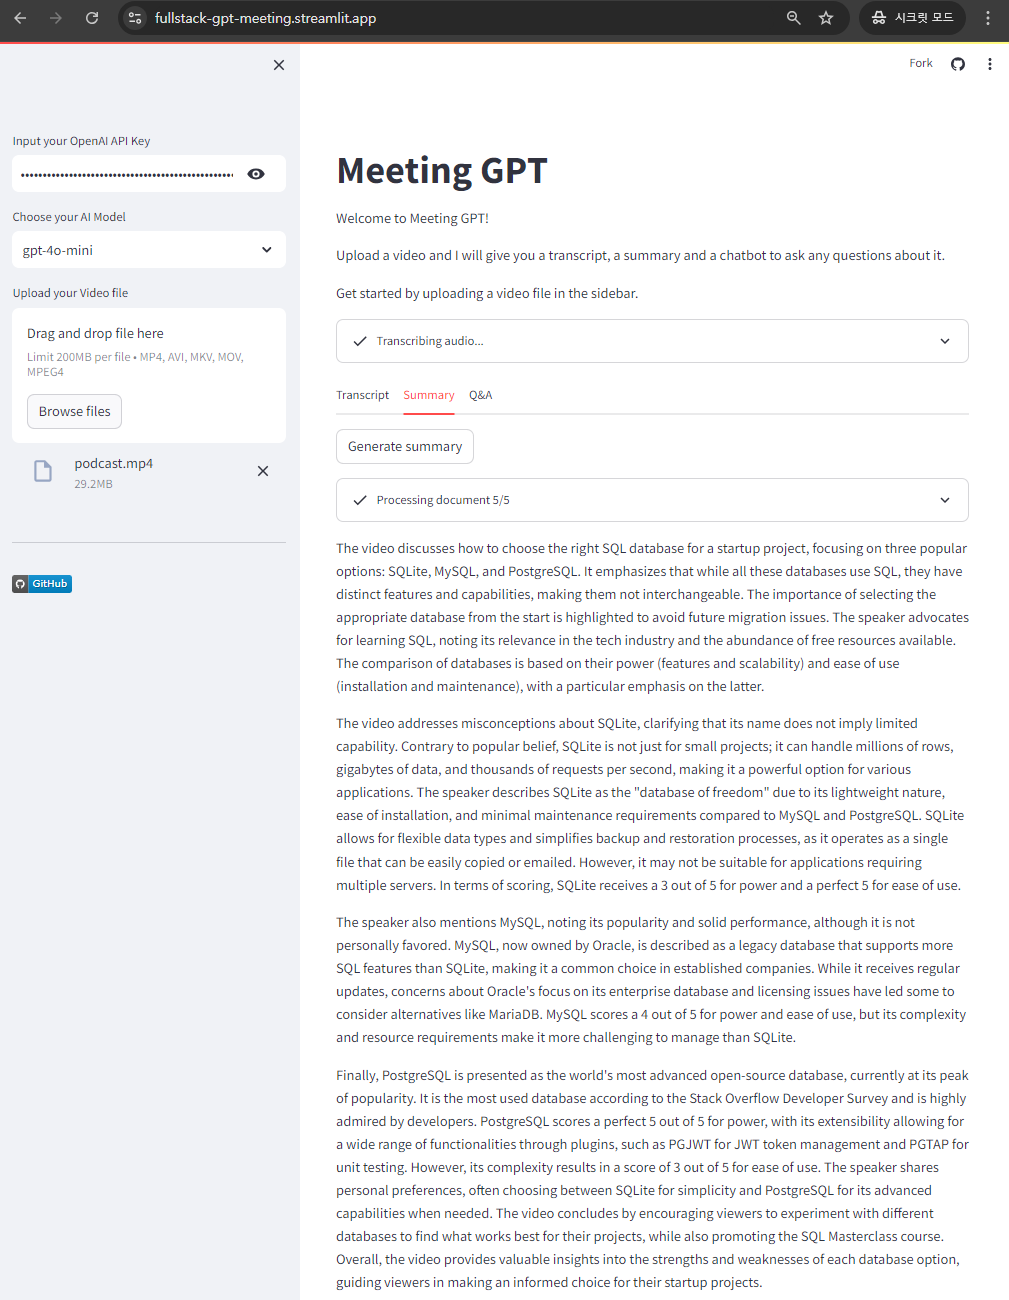 fullstack-gpt-meeting.streamlit.app
시크릿 모드
Fork
Input your OpenAI API Key
Choose your AI Model
gpt-4o-mini
Upload your Video file
Drag and drop file here
Limit 200MB per file • MP4, AVI, MKV, MOV,
MPEG4
Browse files
podcast.mp4
29.2MB
GitHub
Meeting GPT
Welcome to Meeting GPT!
Upload a video and I will give you a transcript, a summary and a chatbot to ask any questions about it.
Get started by uploading a video file in the sidebar.
Transcribing audio...
Transcript Summary Q&A
Generate summary
Processing document 5/5
The video discusses how to choose the right SQL database for a startup project, focusing on three popular
options: SQLite, MySQL, and PostgreSQL. It emphasizes that while all these databases use SQL, they have
distinct features and capabilities, making them not interchangeable. The importance of selecting the
appropriate database from the start is highlighted to avoid future migration issues. The speaker advocates
for learning SQL, noting its relevance in the tech industry and the abundance of free resources available.
The comparison of databases is based on their power (features and scalability) and ease of use
(installation and maintenance), with a particular emphasis on the latter.
The video addresses misconceptions about SQLite, clarifying that its name does not imply limited
capability. Contrary to popular belief, SQLite is not just for small projects; it can handle millions of rows,
gigabytes of data, and thousands of requests per second, making it a powerful option for various
applications. The speaker describes SQLite as the "database of freedom" due to its lightweight nature,
ease of installation, and minimal maintenance requirements compared to MySQL and PostgreSQL. SQLite
allows for flexible data types and simplifies backup and restoration processes, as it operates as a single
file that can be easily copied or emailed. However, it may not be suitable for applications requiring
multiple servers. In terms of scoring, SQLite receives a 3 out of 5 for power and a perfect 5 for ease of use.
The speaker also mentions MySQL, noting its popularity and solid performance, although it is not
personally favored. MySQL, now owned by Oracle, is described as a legacy database that supports more
SQL features than SQLite, making it a common choice in established companies. While it receives regular
updates, concerns about Oracle's focus on its enterprise database and licensing issues have led some to
consider alternatives like MariaDB. MySQL scores a 4 out of 5 for power and ease of use, but its complexity
and resource requirements make it more challenging to manage than SQLite.
Finally, PostgreSQL is presented as the world's most advanced open-source database, currently at its peak
of popularity. It is the most used database according to the Stack Overflow Developer Survey and is highly
admired by developers. PostgreSQL scores a perfect 5 out of 5 for power, with its extensibility allowing for
a wide range of functionalities through plugins, such as PGJWT for JWT token management and PGTAP for
unit testing. However, its complexity results in a score of 3 out of 5 for ease of use. The speaker shares
personal preferences, often choosing between SQLite for simplicity and PostgreSQL for its advanced
capabilities when needed. The video concludes by encouraging viewers to experiment with different
databases to find what works best for their projects, while also promoting the SQL Masterclass course.
Overall, the video provides valuable insights into the strengths and weaknesses of each database option,
guiding viewers in making an informed choice for their startup projects.